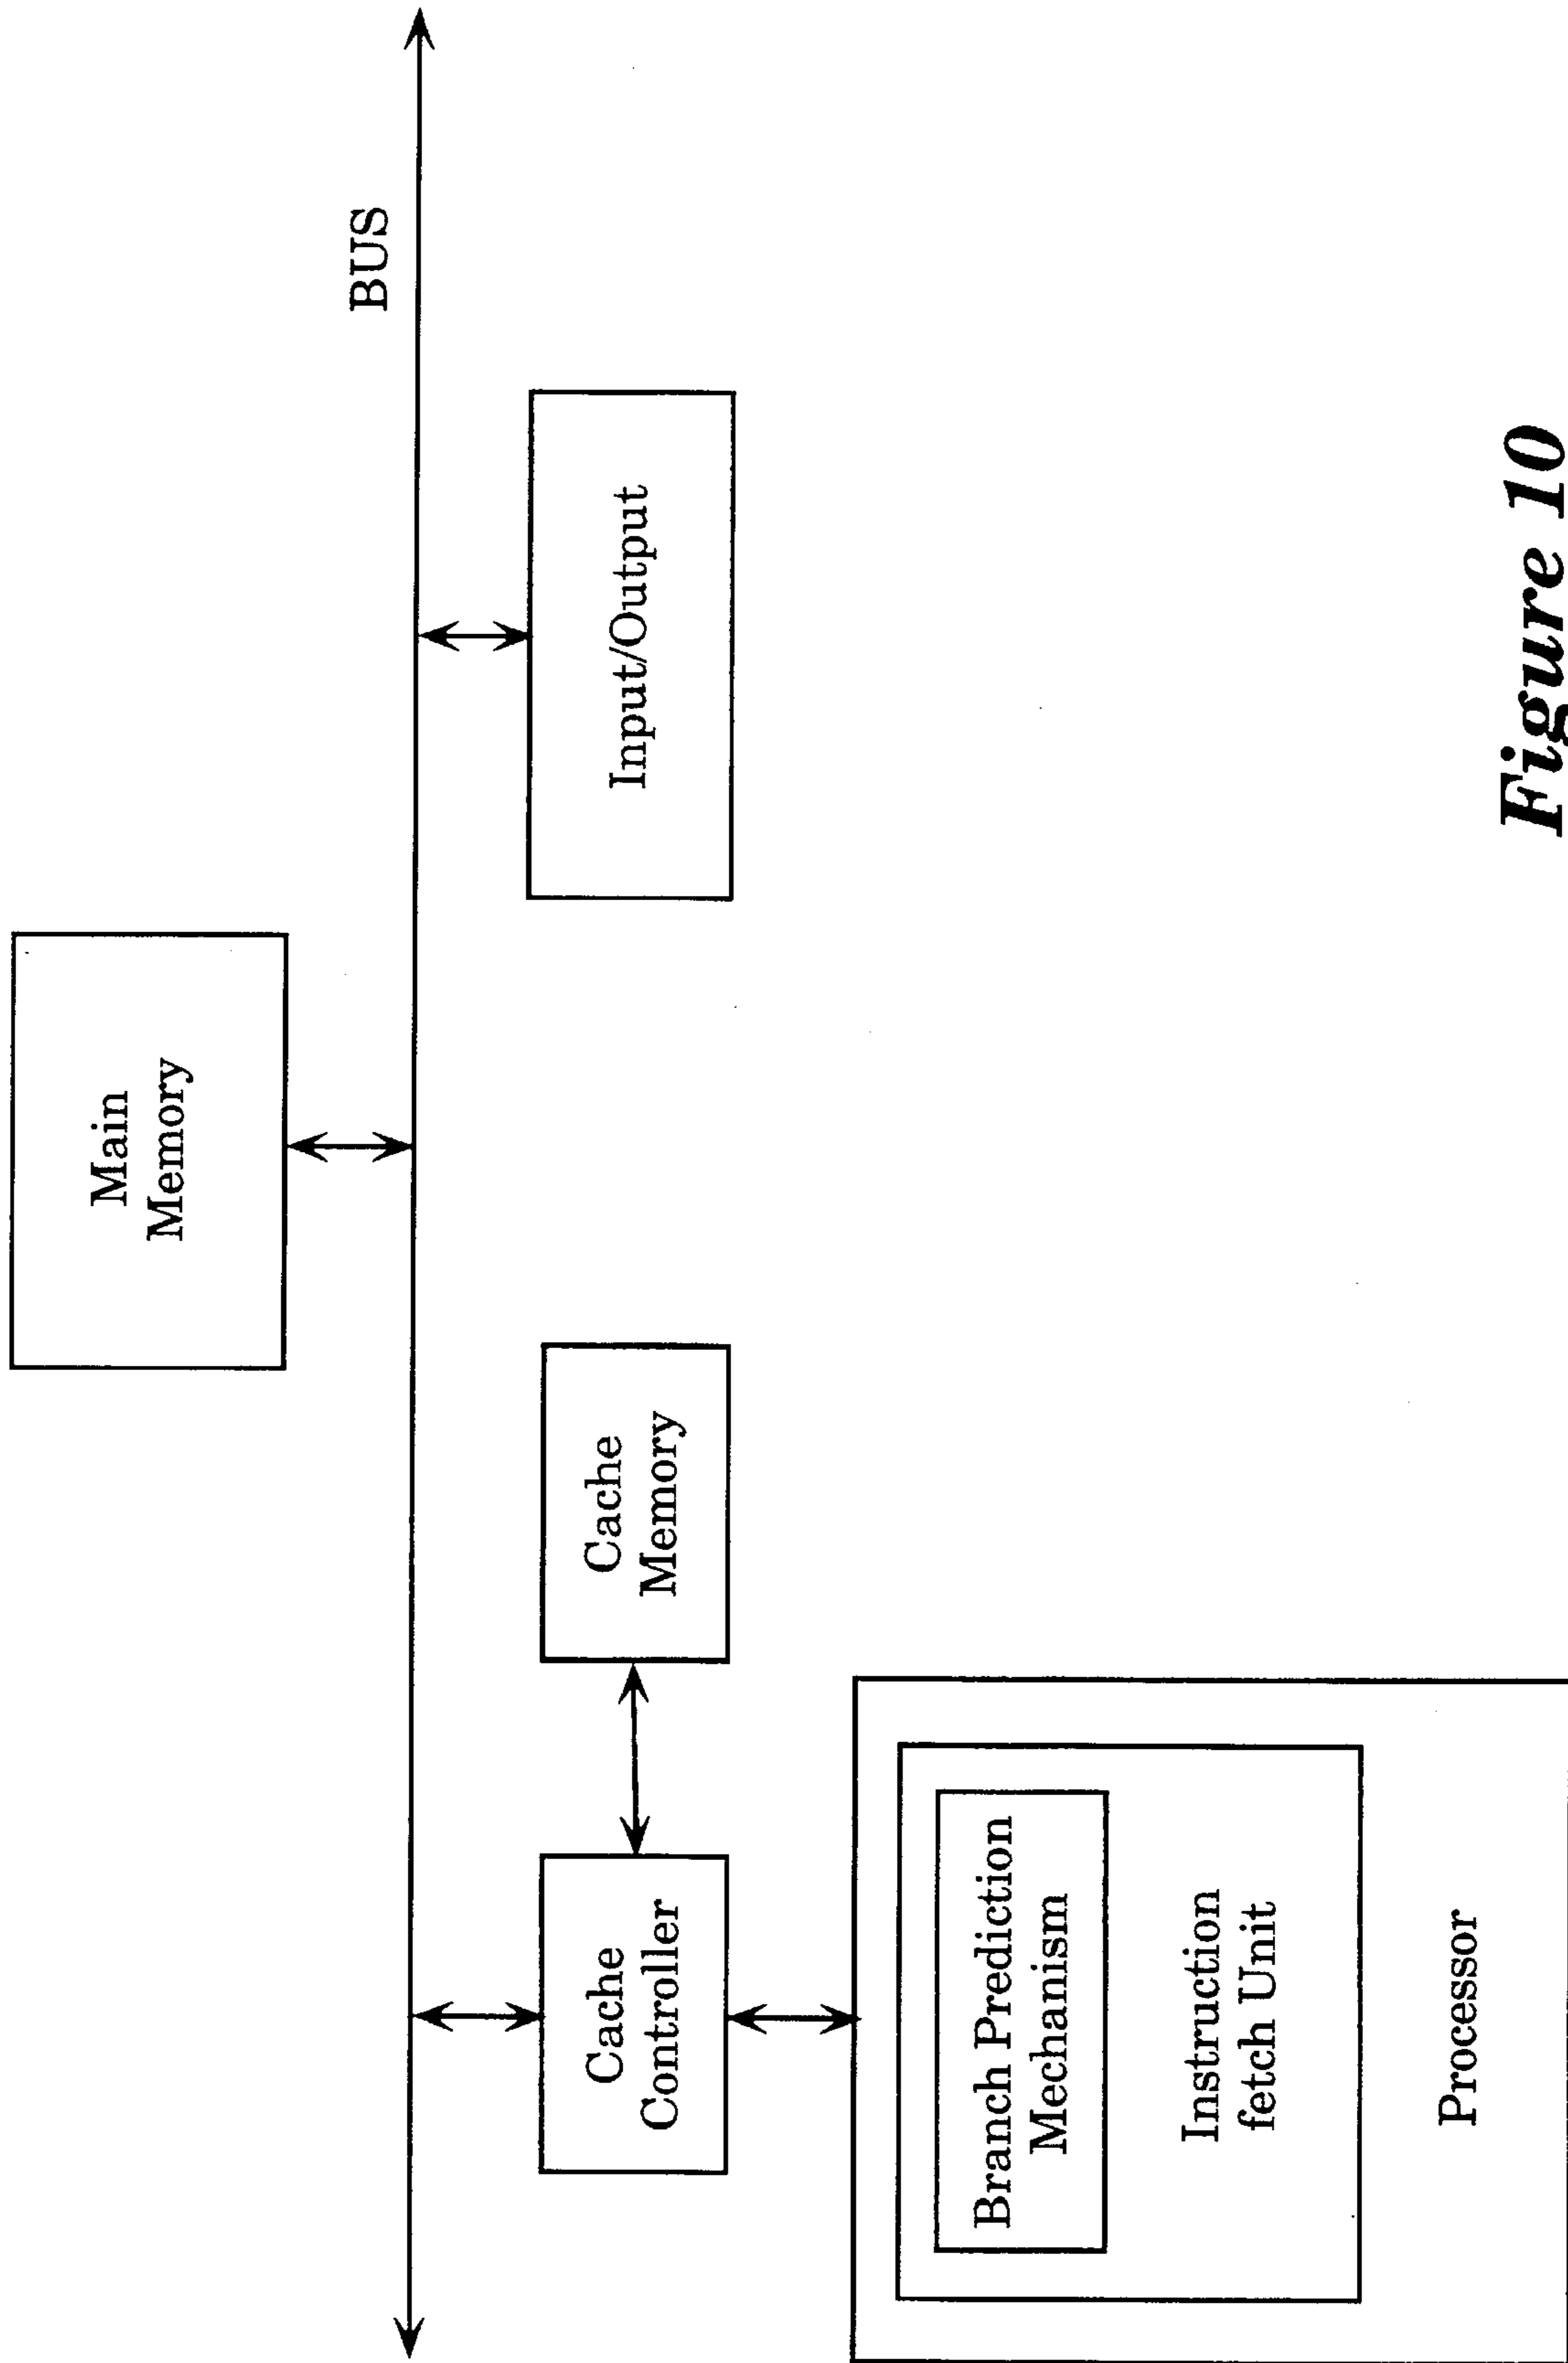 Main
Memory
BUS
Cache
Controller
Cache
Memory
Input/Output
Branch Prediction
Mechanism
Instruction
fetch Unit
Processor
Figure 10